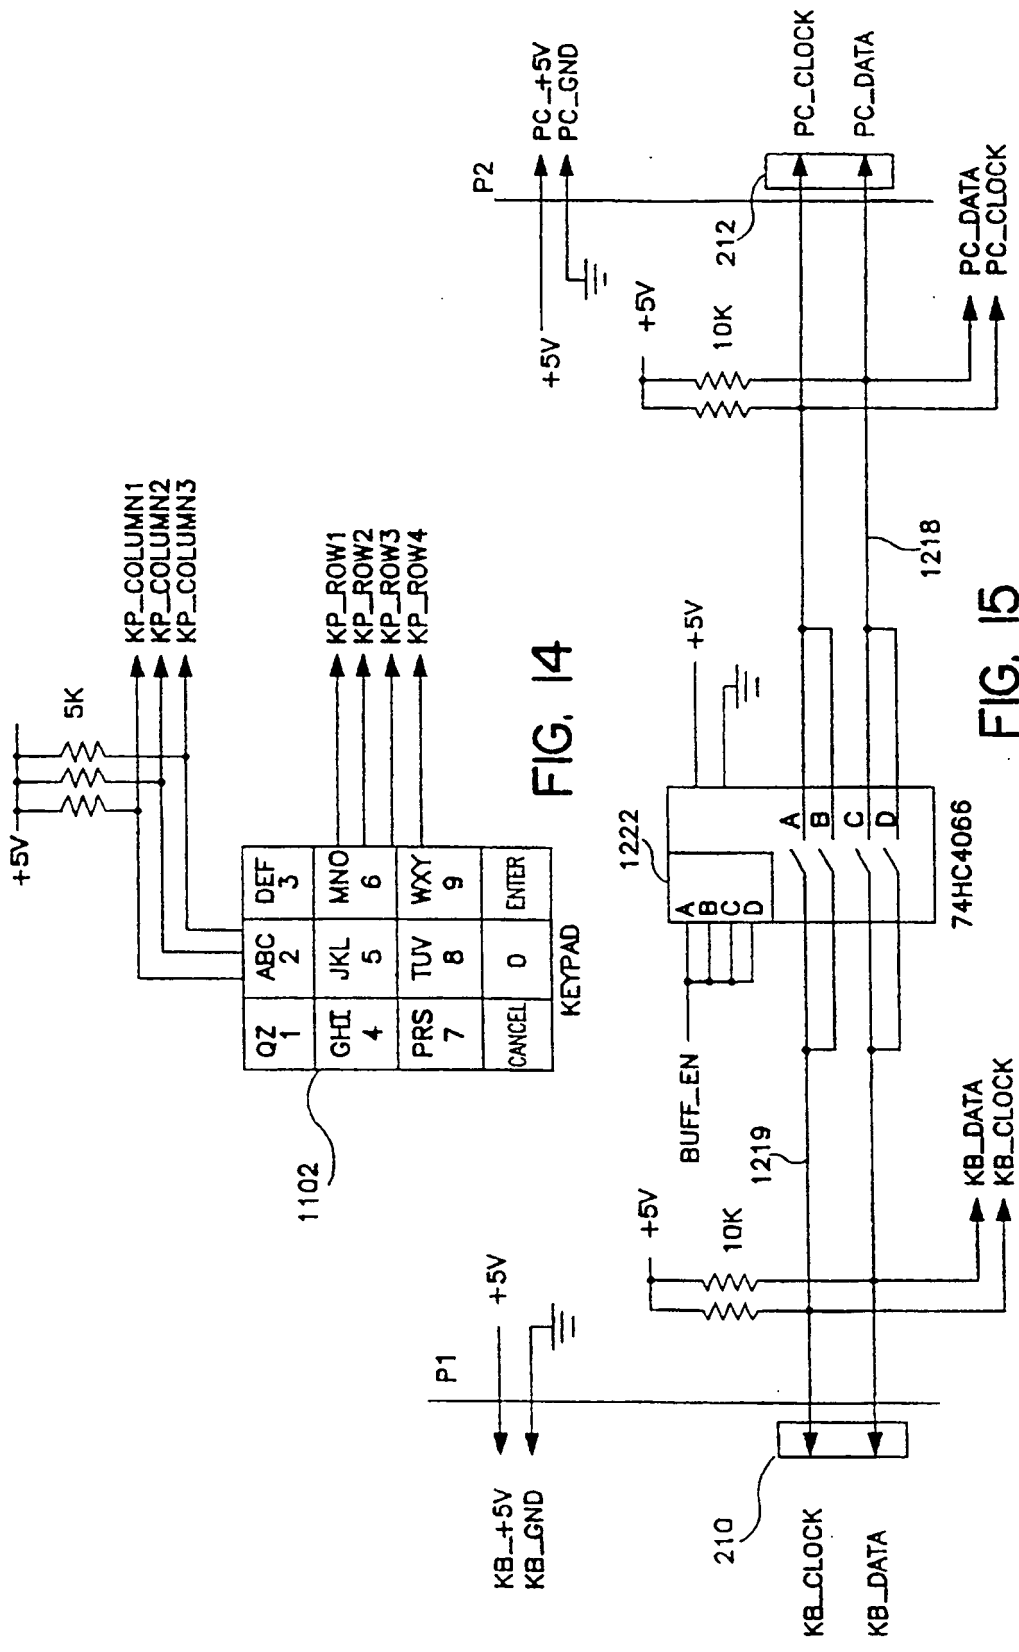 +5V
5K
KP_COLUMN1
KP_COLUMN2
KP_COLUMN3
QZ
1
ABC
2
DEF
3
GHI
4
JKL
5
MNO
6
PRS
7
TUV
8
WXY
9
CANCEL
0
ENTER
KEYPAD
1102
KP_ROW1
KP_ROW2
KP_ROW3
KP_ROW4
FIG. 14
P1
KB_+5V
+5V
KB_GND
210
KB_CLOCK
KB_DATA
+5V
10K
KB_DATA
KB_CLOCK
1219
BUFF_EN
1222
A
B
C
D
A
B
C
D
74HC4066
+5V
1218
+5V
10K
PC_DATA
PC_CLOCK
212
P2
+5V
PC_+5V
PC_GND
PC_CLOCK
PC_DATA
FIG. 15